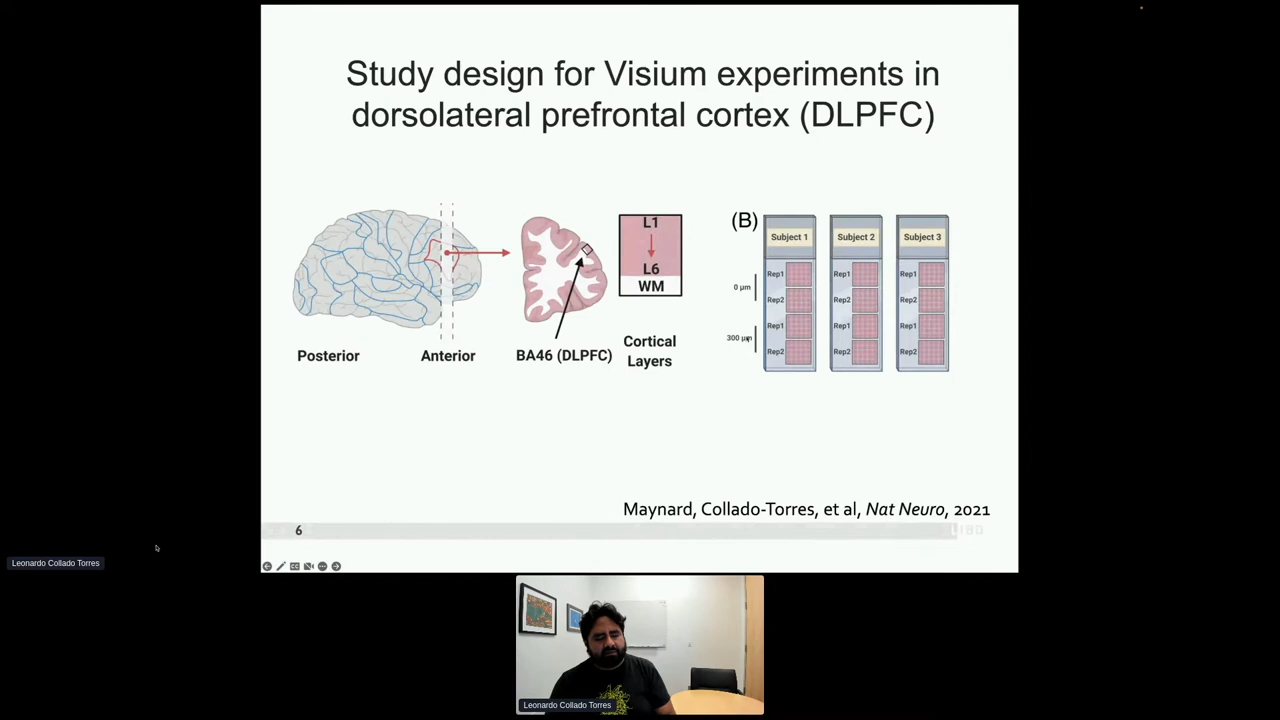 Study design for Visium experiments in
dorsolateral prefrontal cortex (DLPFC)
Posterior
Anterior
BA46 (DLPFC)
L1
L6
WM
Cortical
Layers
(B)
Subject 1
Subject 2
Subject 3
0 µm
300 µm
Rep1
Rep2
Rep1
Rep2
Rep1
Rep2
Rep1
Rep2
Rep1
Rep2
Rep1
Rep2
Maynard, Collado-Torres, et al, Nat Neuro, 2021
6
LIBD
Leonardo Collado Torres
Leonardo Collado Torres